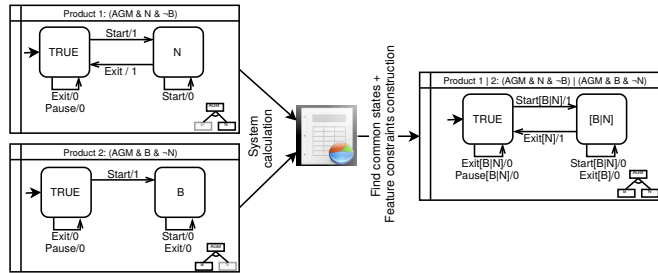 Product 1: (AGM & N & ¬B)
Start/1
TRUE
N
Exit / 1
Exit/0
Pause/0
Start/0
AGM
Product 2: (AGM & B & ¬N)
Start/1
TRUE
B
Exit/0
Pause/0
Start/0
Exit/0
System
calculation
Find common states +
Feature constraints construction
Product 1 | 2: (AGM & N & ¬B) | (AGM & B & ¬N)
Start[B|N]/1
TRUE
[B|N]
Exit[N]/1
Exit[B|N]/0
Pause[B|N]/0
Start[B|N]/0
Exit[B]/0